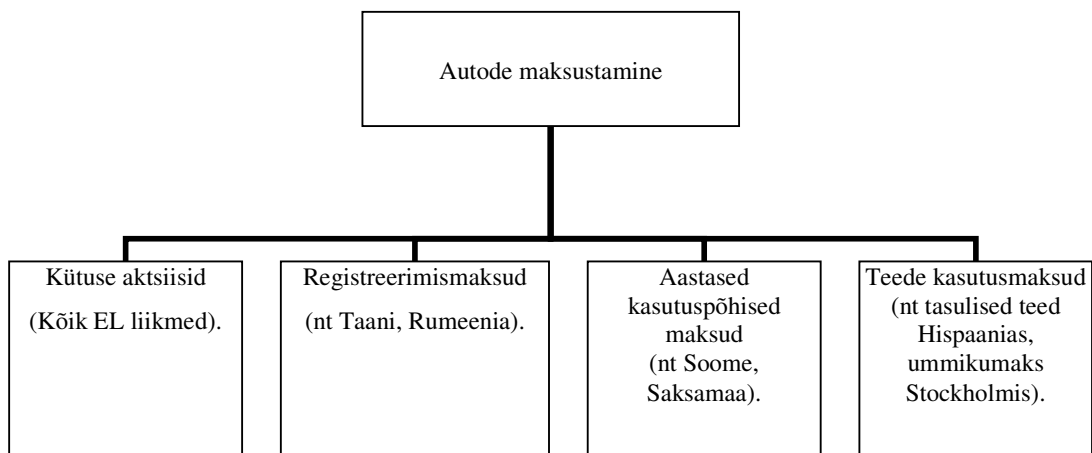 Autode maksustamine
Kütuse aktsiisid
(Kõik EL liikmed).
Registreerimismaksud
(nt Taani, Rumeenia).
Aastased
kasutuspõhised
maksud
(nt Soome,
Saksamaa).
Teede kasutusmaksud
(nt tasulised teed
Hispaanias,
ummikumaks
Stockholmis).